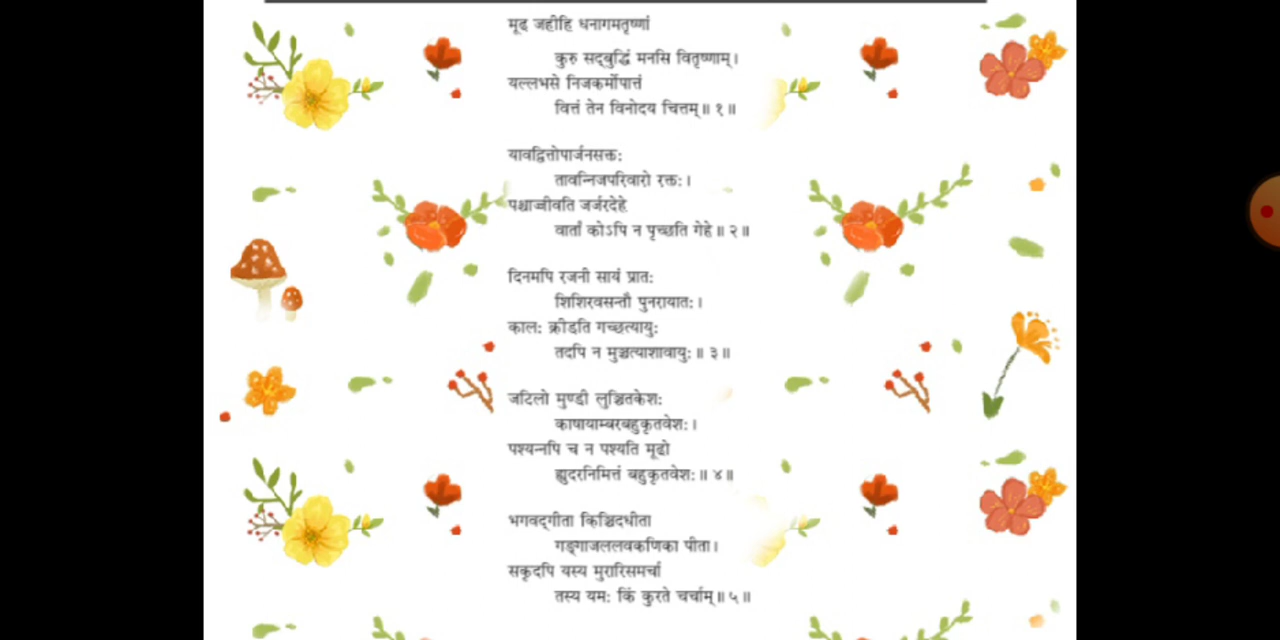 मूढ जहीहि धनागमतृष्णां
कुरु सद्बुद्धिं मनसि वितृष्णाम्।
यल्लभसे निजकर्मोपात्तं
वित्तं तेन विनोदय चित्तम्॥ १॥
यावद्वित्तोपार्जनसक्तः
तावन्निजपरिवारो रक्तः।
पश्चाज्जीवति जर्जरदेहे
वार्तां कोऽपि न पृच्छति गेहे॥ २॥
दिनमपि रजनी सायं प्रातः
शिशिरवसन्तौ पुनरायातः।
कालः क्रीडति गच्छत्यायुः
तदपि न मुञ्चत्याशावायुः॥ ३॥
जटिलो मुण्डी लुञ्चितकेशः
काषायाम्बरबहुकृतवेशः।
पश्यन्नपि च न पश्यति मूढो
ह्युदरनिमित्तं बहुकृतवेशः॥ ४॥
भगवद्गीता किञ्चिदधीता
गङ्गाजललवकणिका पीता।
सकृदपि यस्य मुरारिसमर्चा
तस्य यमः किं कुरते चर्चाम्॥ ५॥